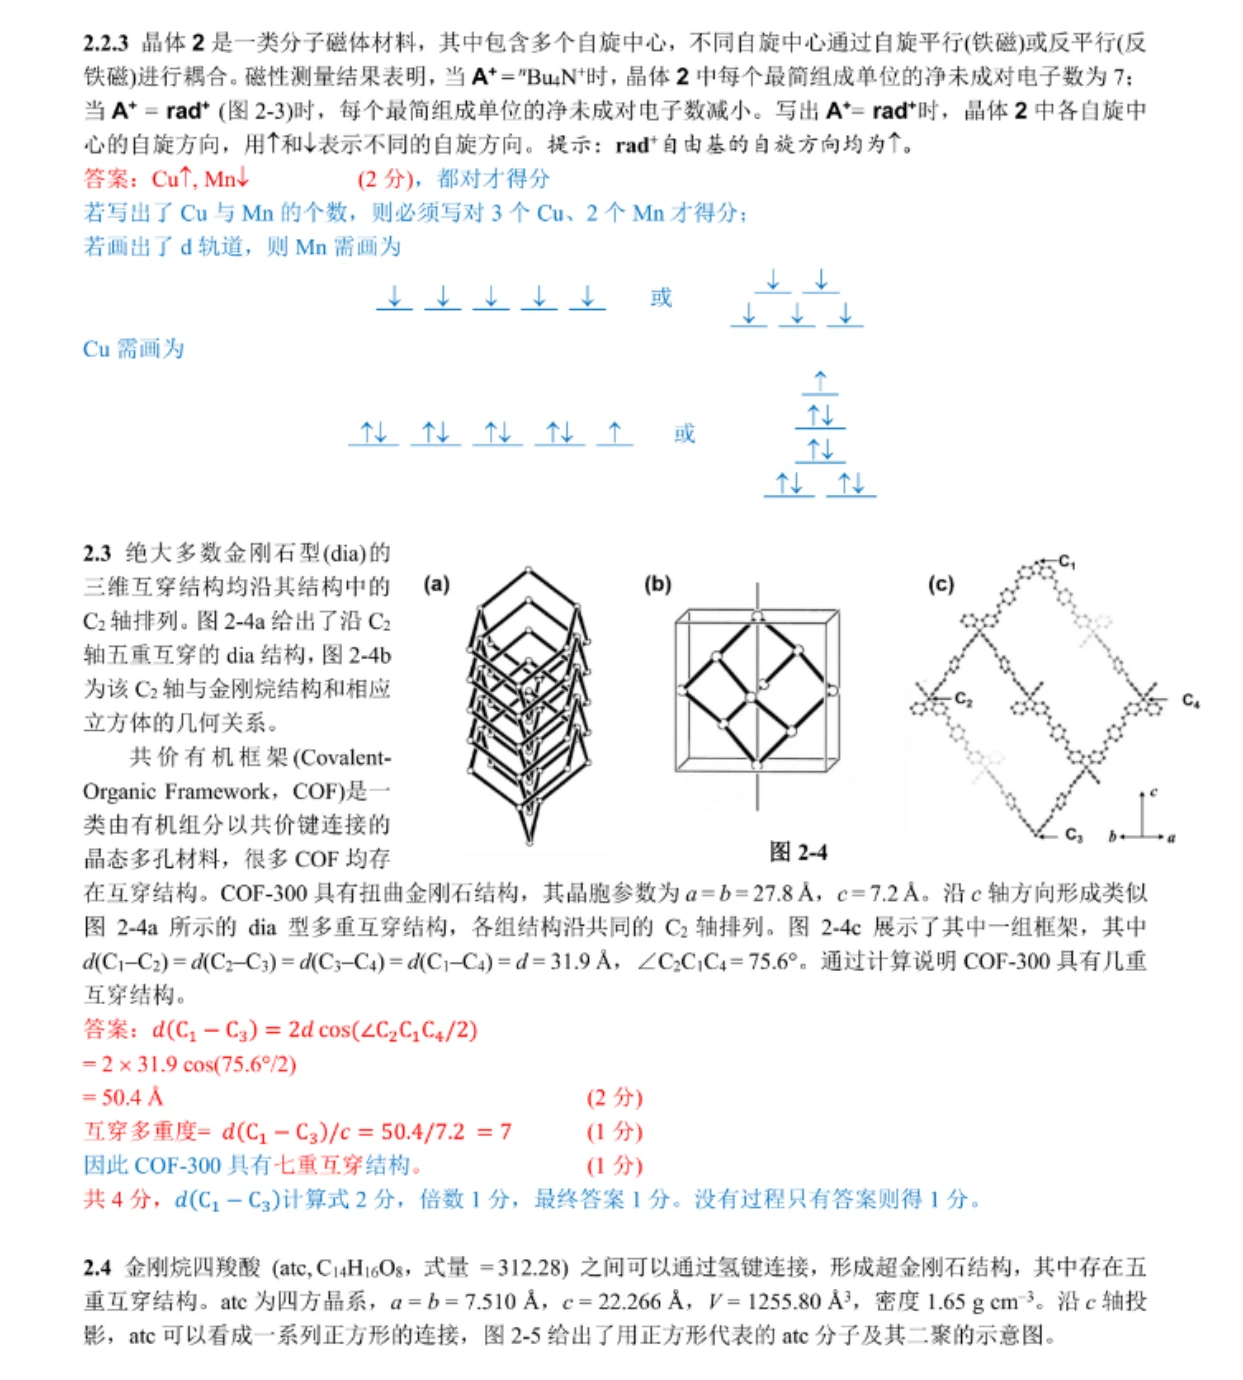 2.2.3 晶体 2 是一类分子磁体材料，其中包含多个自旋中心，不同自旋中心通过自旋平行(铁磁)或反平行(反
铁磁)进行耦合。磁性测量结果表明，当 A⁺ = ⁿBu₄N⁺时，晶体 2 中每个最简组成单位的净未成对电子数为 7；
当 A⁺ = rad⁺ (图 2-3)时，每个最简组成单位的净未成对电子数减小。写出 A⁺= rad⁺时，晶体 2 中各自旋中
心的自旋方向，用↑和↓表示不同的自旋方向。提示：rad⁺自由基的自旋方向均为↑。
答案：Cu↑, Mn↓ (2 分)，都对才得分
若写出了 Cu 与 Mn 的个数，则必须写对 3 个 Cu、2 个 Mn 才得分；
若画出了 d 轨道，则 Mn 需画为
↓ ↓ ↓ ↓ ↓ 或 ↓ ↓
↓ ↓ ↓
Cu 需画为
↑
↑↓
↑↓ ↑↓ ↑↓ ↑↓ ↑ 或
↑↓
↑↓ ↑↓
2.3 绝大多数金刚石型(dia)的
三维互穿结构均沿其结构中的
C₂ 轴排列。图 2-4a 给出了沿 C₂
轴五重互穿的 dia 结构，图 2-4b
为该 C₂ 轴与金刚烷结构和相应
立方体的几何关系。
共价有机框架(Covalent-
Organic Framework，COF)是一
类由有机组分以共价键连接的
晶态多孔材料，很多 COF 均存
(a)
(b)
(c)
C₁
C₂
C₄
C₃
c
b
a
图 2-4
在互穿结构。COF-300 具有扭曲金刚石结构，其晶胞参数为 a = b = 27.8 Å，c = 7.2 Å。沿 c 轴方向形成类似
图 2-4a 所示的 dia 型多重互穿结构，各组结构沿共同的 C₂ 轴排列。图 2-4c 展示了其中一组框架，其中
d(C₁–C₂) = d(C₂–C₃) = d(C₃–C₄) = d(C₁–C₄) = d = 31.9 Å，∠C₂C₁C₄ = 75.6°。通过计算说明 COF-300 具有几重
互穿结构。
答案：d(C₁ − C₃) = 2d cos(∠C₂C₁C₄/2)
= 2 × 31.9 cos(75.6°/2)
= 50.4 Å (2 分)
互穿多重度= d(C₁ − C₃)/c = 50.4/7.2 = 7 (1 分)
因此 COF-300 具有七重互穿结构。 (1 分)
共 4 分，d(C₁ − C₃)计算式 2 分，倍数 1 分，最终答案 1 分。没有过程只有答案则得 1 分。
2.4 金刚烷四羧酸 (atc, C₁₄H₁₆O₈，式量 =312.28) 之间可以通过氢键连接，形成超金刚石结构，其中存在五
重互穿结构。atc 为四方晶系，a = b = 7.510 Å，c = 22.266 Å，V = 1255.80 Å³，密度 1.65 g cm⁻³。沿 c 轴投
影，atc 可以看成一系列正方形的连接，图 2-5 给出了用正方形代表的 atc 分子及其二聚的示意图。